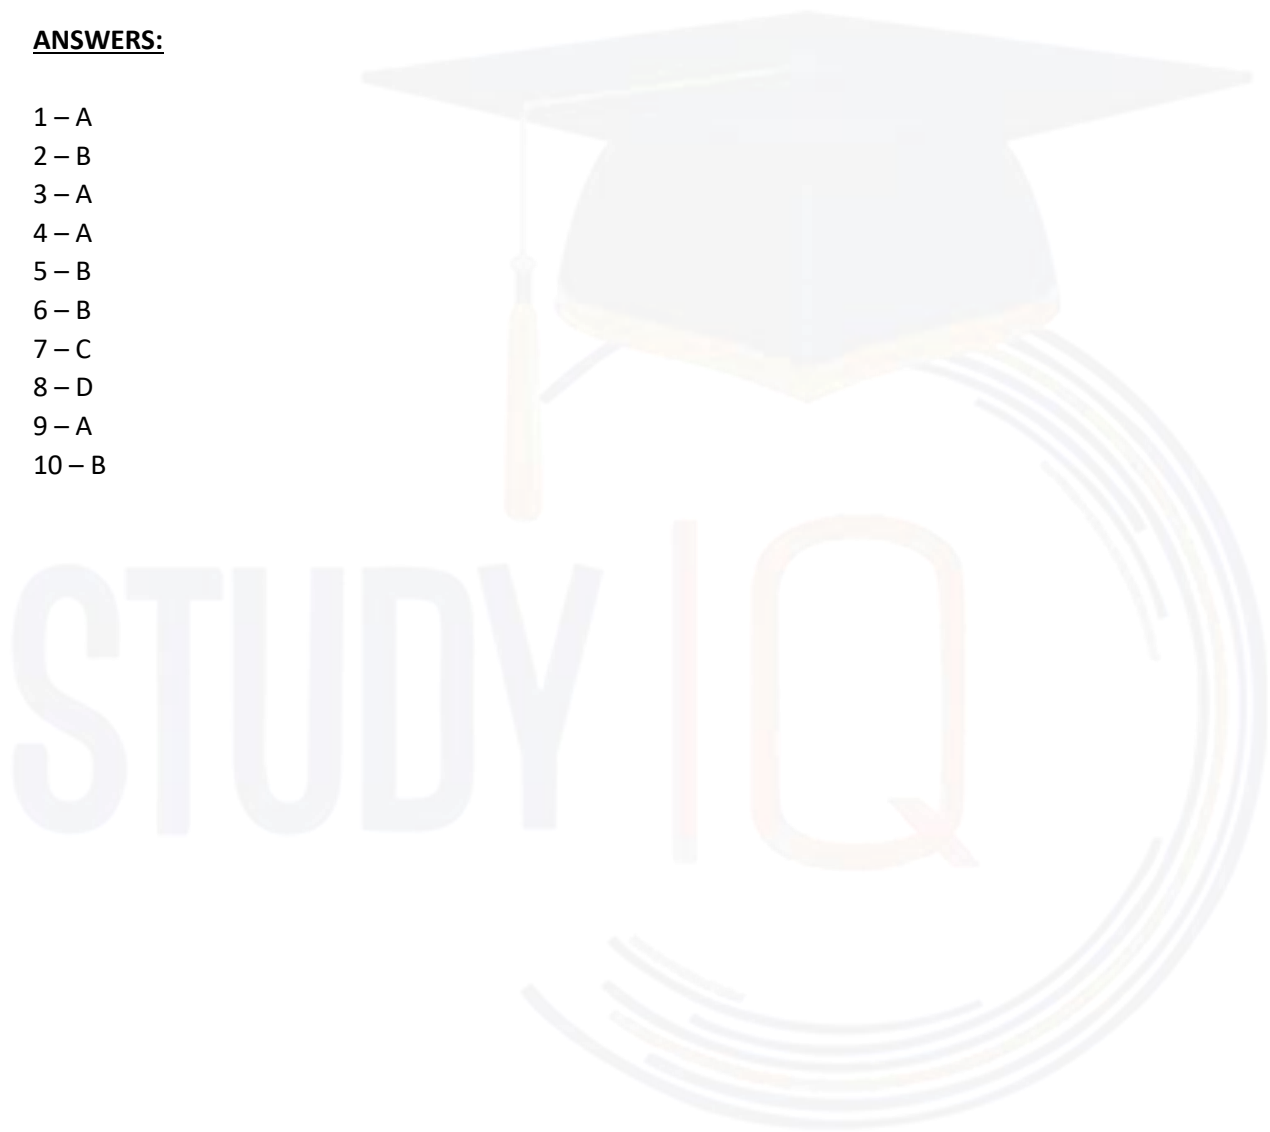 ANSWERS:
1 – A
2 – B
3 – A
4 – A
5 – B
6 – B
7 – C
8 – D
9 – A
10 – B
STUDY IQ